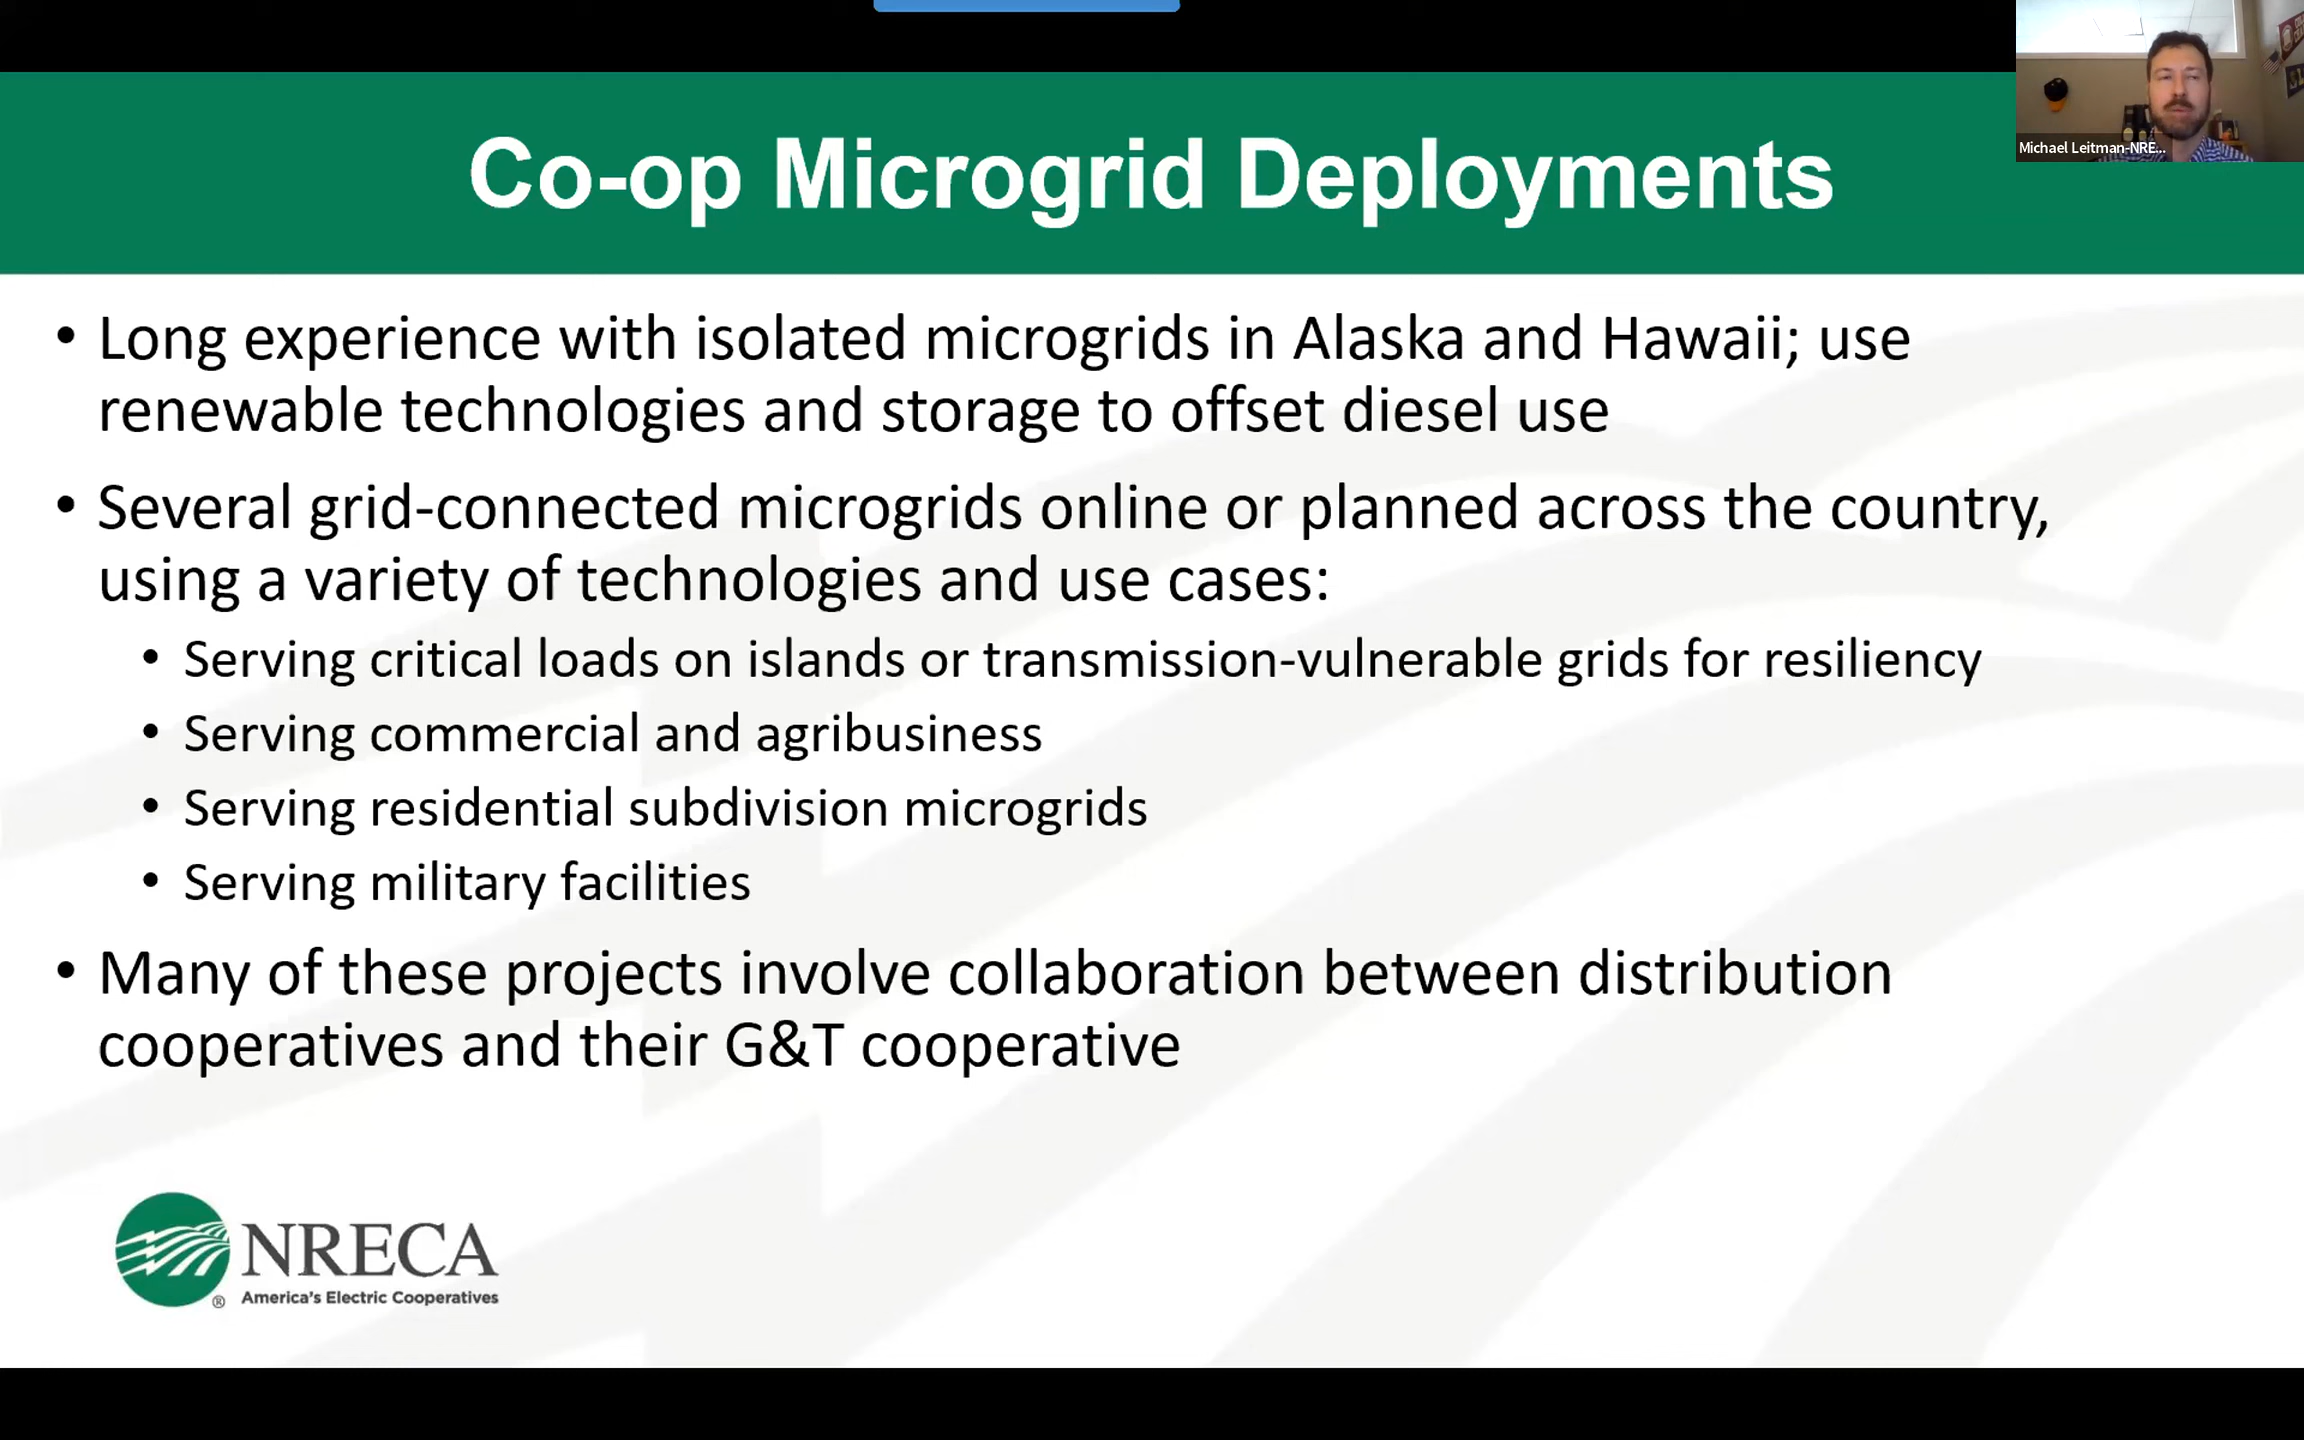 Michael Leitman-NRE...
Co-op Microgrid Deployments
• Long experience with isolated microgrids in Alaska and Hawaii; use
renewable technologies and storage to offset diesel use
• Several grid-connected microgrids online or planned across the country,
using a variety of technologies and use cases:
• Serving critical loads on islands or transmission-vulnerable grids for resiliency
• Serving commercial and agribusiness
• Serving residential subdivision microgrids
• Serving military facilities
• Many of these projects involve collaboration between distribution
cooperatives and their G&T cooperative
NRECA
® America's Electric Cooperatives